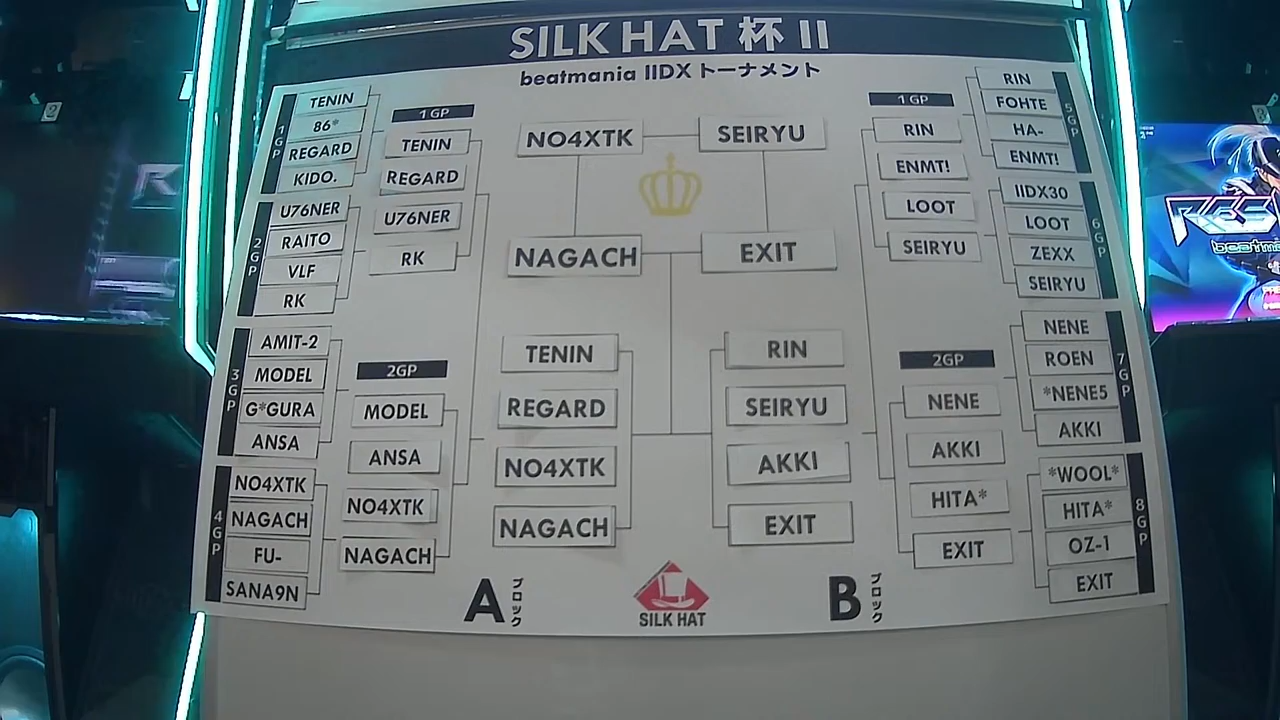 SILK HAT 杯 II
beatmania IIDX トーナメント
1GP
TENIN
86*
REGARD
KIDO.
2GP
U76NER
RAITO
VLF
RK
3GP
AMIT-2
MODEL
G*GURA
ANSA
4GP
NO4XTK
NAGACH
FU-
SANA9N
1GP
TENIN
REGARD
U76NER
RK
2GP
MODEL
ANSA
NO4XTK
NAGACH
NO4XTK
SEIRYU
NAGACH
EXIT
TENIN
REGARD
NO4XTK
NAGACH
RIN
SEIRYU
AKKI
EXIT
1GP
RIN
ENMT!
LOOT
SEIRYU
2GP
NENE
AKKI
HITA*
EXIT
RIN
FOHTE
HA-
ENMT!
5GP
IIDX30
LOOT
ZEXX
SEIRYU
6GP
NENE
ROEN
*NENE5
AKKI
7GP
*WOOL*
HITA*
OZ-1
EXIT
8GP
A ブロック
SILK HAT
B ブロック